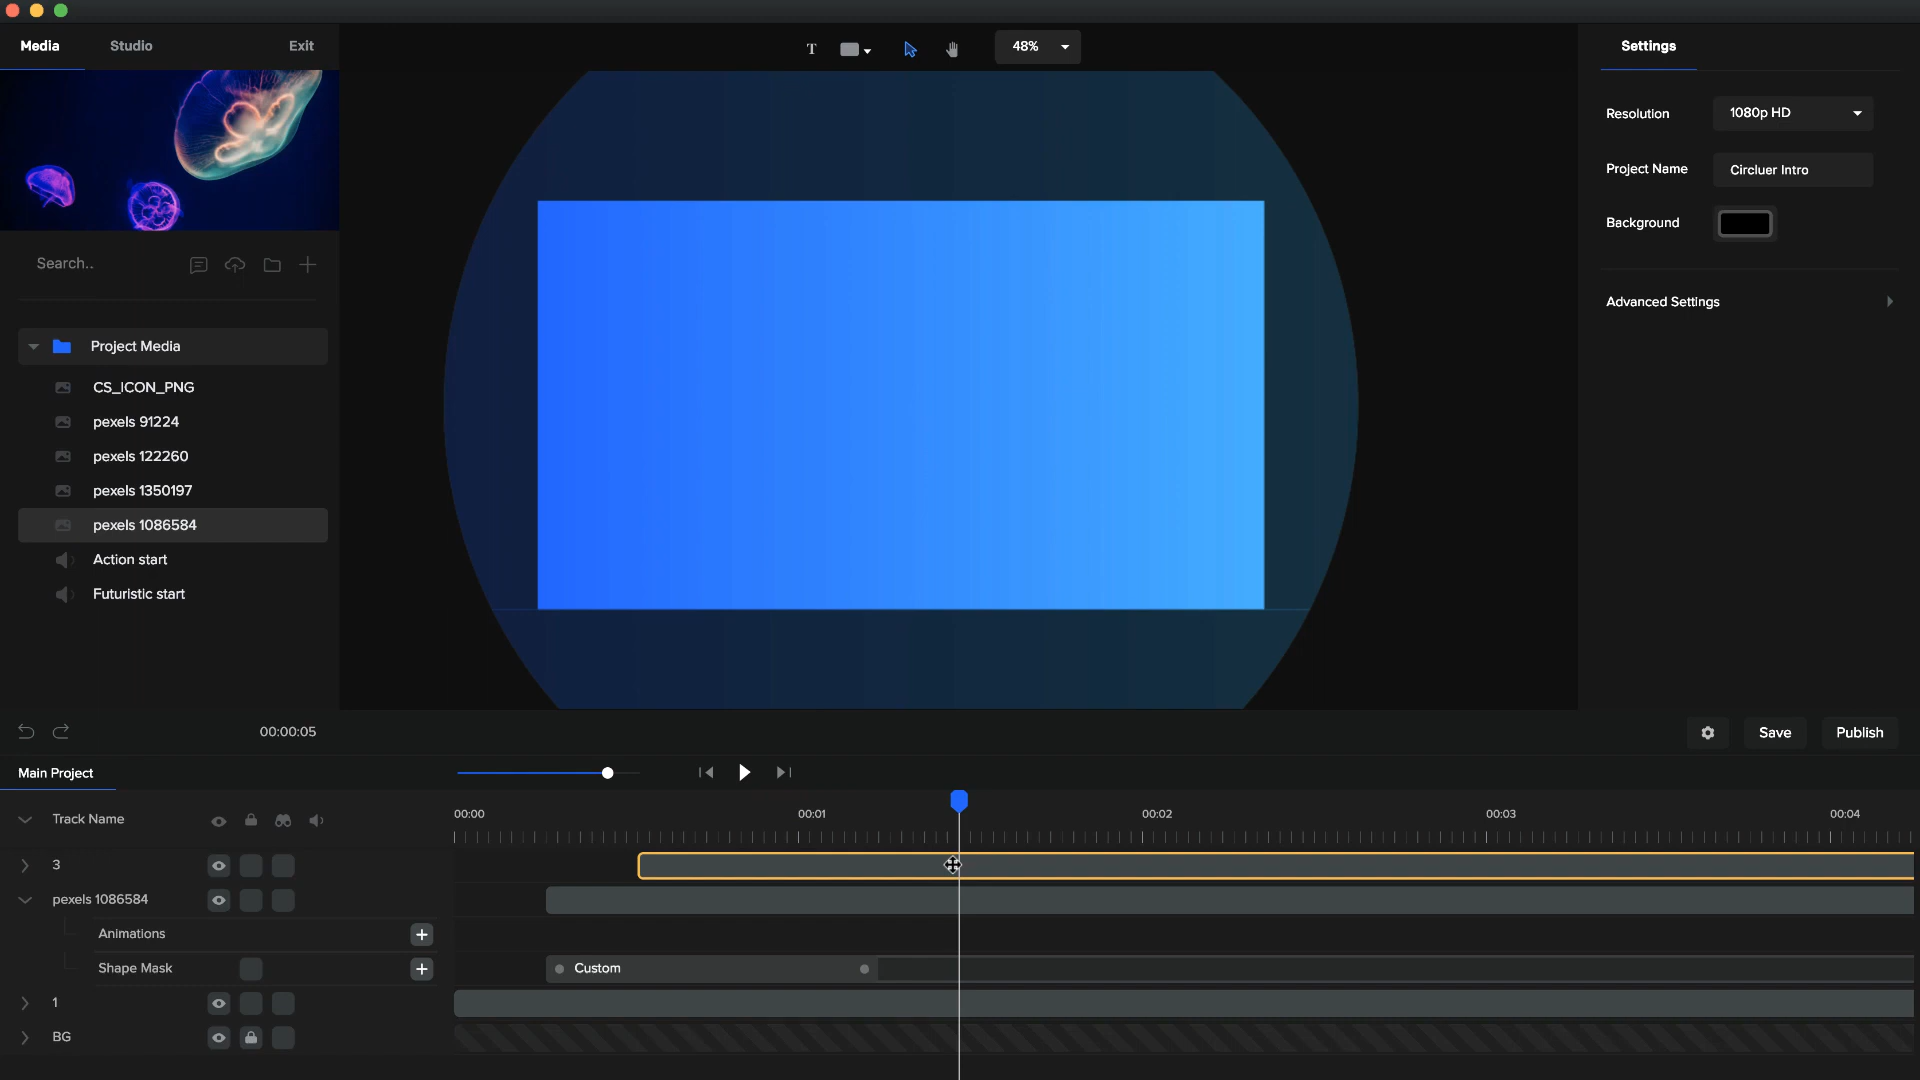 Media Studio Exit
T 48%
Settings
Resolution 1080p HD
Project Name Circluer Intro
Background
Advanced Settings
Search..
Project Media
CS_ICON_PNG
pexels 91224
pexels 122260
pexels 1350197
pexels 1086584
Action start
Futuristic start
00:00:05
Save Publish
Main Project
Track Name
00:00 00:01 00:02 00:03 00:04
3
pexels 1086584
Animations
Shape Mask Custom
1
BG